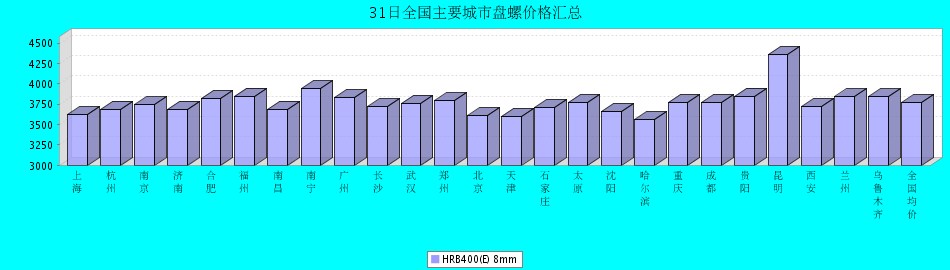 31日全国主要城市盘螺价格汇总
4500
4250
4000
3750
3500
3250
3000
上海
杭州
南京
济南
合肥
福州
南昌
南宁
广州
长沙
武汉
郑州
北京
天津
石家庄
太原
沈阳
哈尔滨
重庆
成都
贵阳
昆明
西安
兰州
乌鲁木齐
全国均价
HRB400(E) 8mm